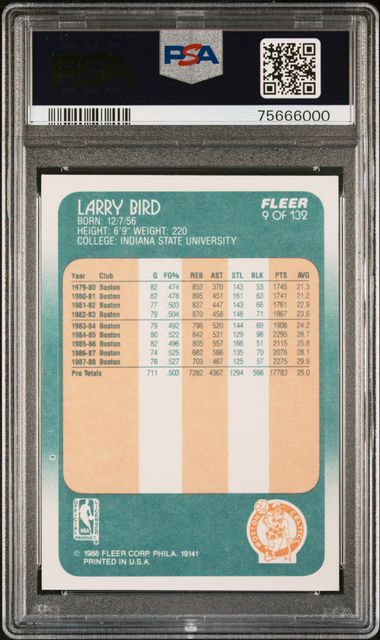 PSA
75666000
LARRY BIRD
FLEER
BORN: 12/7/56
9 OF 132
HEIGHT: 6'9" WEIGHT: 220
COLLEGE: INDIANA STATE UNIVERSITY
Year Club G FG% REB AST STL BLK PTS AVG
1979-80 Boston 82 .474 852 370 143 53 1745 21.3
1980-81 Boston 82 .478 895 451 161 63 1741 21.2
1981-82 Boston 77 .503 837 447 143 66 1761 22.9
1982-83 Boston 79 .504 870 458 148 71 1867 23.6
1983-84 Boston 79 .492 796 520 144 69 1908 24.2
1984-85 Boston 80 .522 842 531 129 98 2295 28.7
1985-86 Boston 82 .496 805 557 166 51 2115 25.8
1986-87 Boston 74 .525 682 566 135 70 2076 28.1
1987-88 Boston 76 .527 703 467 125 57 2275 29.9
Pro Totals 711 .503 7282 4367 1294 598 17783 25.0
NBA
PRODUCT
BOSTON CELTICS
© 1988 FLEER CORP. PHILA. 19141
PRINTED IN U.S.A.